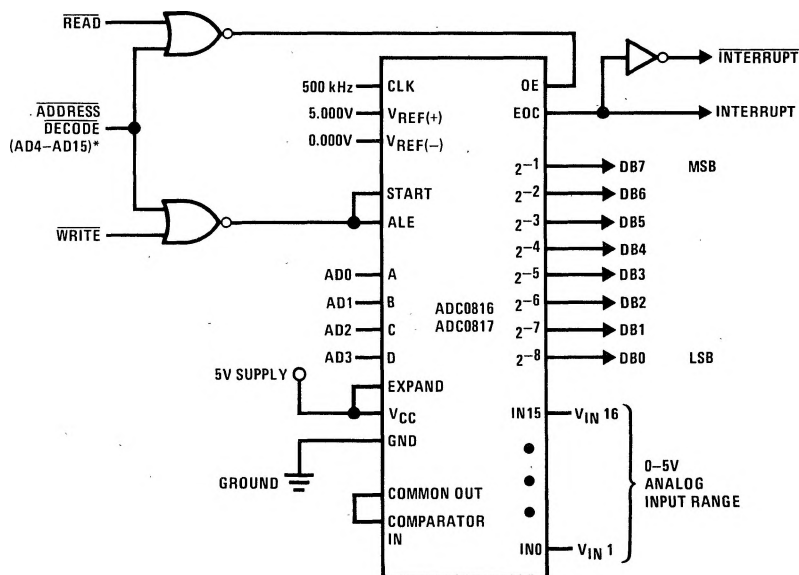 READ
ADDRESS
DECODE
(AD4–AD15)*
WRITE
500 kHz
5.000V
0.000V
CLK
VREF(+)
VREF(−)
START
ALE
AD0
AD1
AD2
AD3
A
B
C
D
5V SUPPLY
EXPAND
VCC
GND
GROUND
COMMON OUT
COMPARATOR
IN
ADC0816
ADC0817
OE
EOC
INTERRUPT
INTERRUPT
2−1 DB7 MSB
2−2 DB6
2−3 DB5
2−4 DB4
2−5 DB3
2−6 DB2
2−7 DB1
2−8 DB0 LSB
IN15 VIN 16
0–5V
ANALOG
INPUT RANGE
IN0 VIN 1